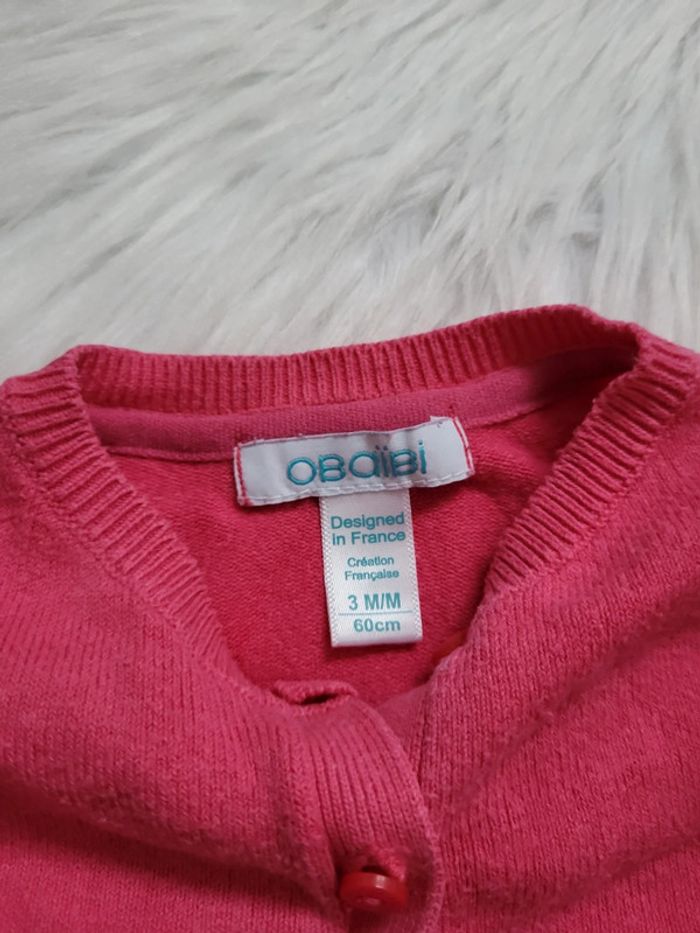 OBaïBi
Designed
in France
Création
Française
3 M/M
60cm